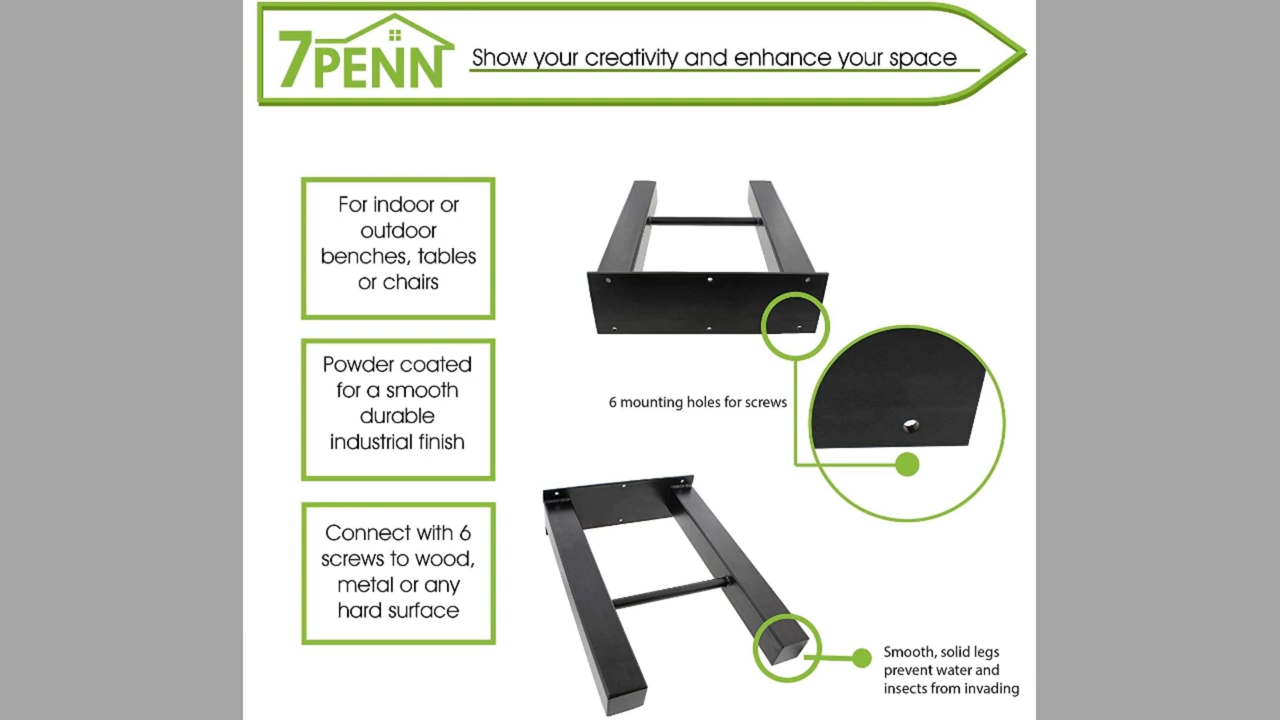 7PENN
Show your creativity and enhance your space
For indoor or
outdoor
benches, tables
or chairs
Powder coated
for a smooth
durable
industrial finish
Connect with 6
screws to wood,
metal or any
hard surface
6 mounting holes for screws
Smooth, solid legs
prevent water and
insects from invading